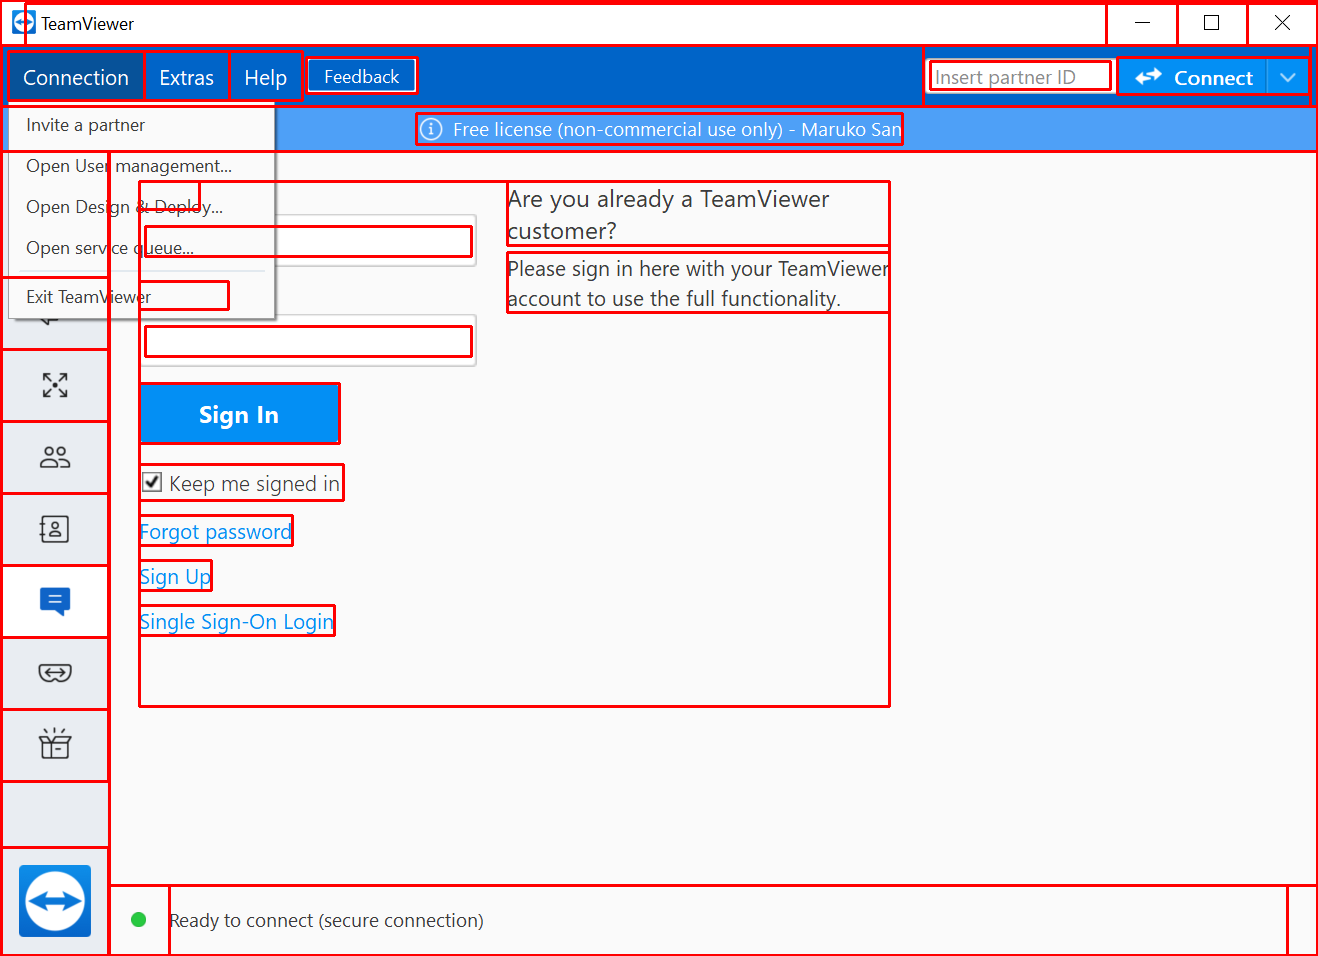 TeamViewer
Connection Extras Help Feedback Insert partner ID Connect
Free license (non-commercial use only) - Maruko San
Invite a partner
Open User management...
Open Design & Deploy...
Open service queue...
Exit TeamViewer
Are you already a TeamViewer
customer?
Please sign in here with your TeamViewer
account to use the full functionality.
Sign In
Keep me signed in
Forgot password
Sign Up
Single Sign-On Login
Ready to connect (secure connection)